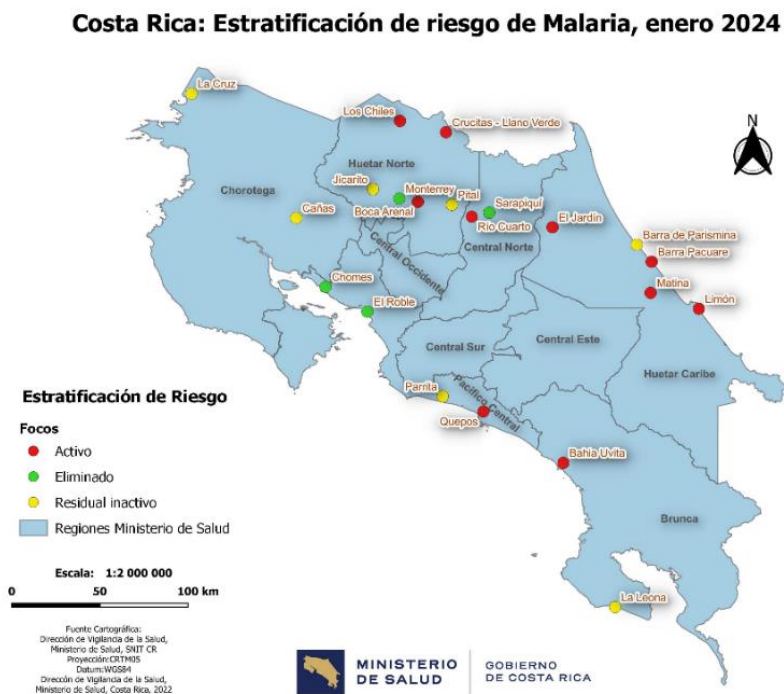 Costa Rica: Estratificación de riesgo de Malaria, enero 2024
La Cruz
Los Chiles
Crucitas - Llano Verde
N
Huetar Norte
Jicarito
Monterrey
Pital
Chorotega
Boca Arenal
Sarapiquí
Cañas
Río Cuarto
El Jardín
Central Norte
Barra de Parismina
Barra Pacuare
Central Occidente
Chomes
Matina
El Roble
Limón
Central Sur
Central Este
Huetar Caribe
Parrita
Pacífico Central
Quepos
Bahía Uvita
Brunca
La Leona
Estratificación de Riesgo
Focos
Activo
Eliminado
Residual inactivo
Regiones Ministerio de Salud
Escala: 1:2 000 000
0 50 100 km
Fuente Cartográfica:
Dirección de Vigilancia de la Salud,
Ministerio de Salud, SNIT CR
Proyección:CRTM05
Datum:WGS84
Dirección de Vigilancia de la Salud,
Ministerio de Salud, Costa Rica, 2022
MINISTERIO
DE SALUD
GOBIERNO
DE COSTA RICA